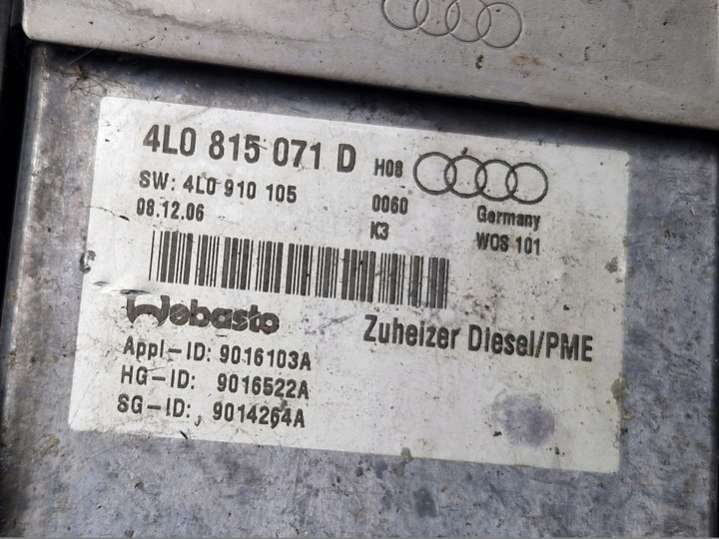 4L0 815 071 D H08
SW: 4L0 910 105 0060 Germany
08.12.06 K3 WOS 101
Webasto Zuheizer Diesel/PME
Appl-ID: 9016103A
HG-ID: 9016522A
SG-ID: 9014264A